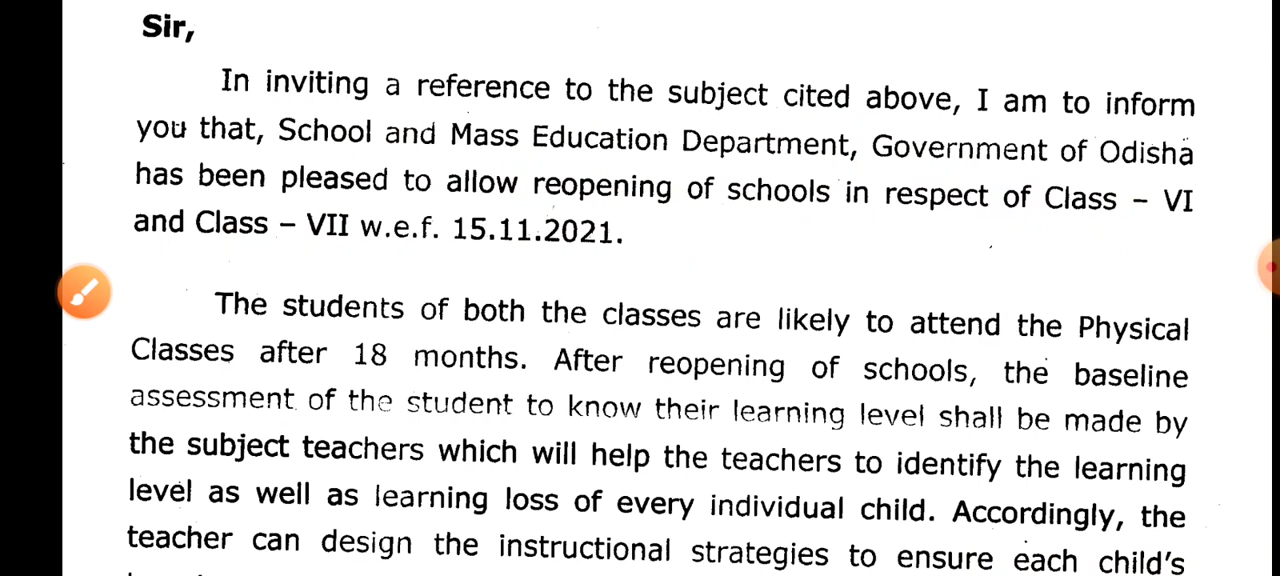 Sir,
In inviting a reference to the subject cited above, I am to inform
you that, School and Mass Education Department, Government of Odisha
has been pleased to allow reopening of schools in respect of Class – VI
and Class – VII w.e.f. 15.11.2021.
The students of both the classes are likely to attend the Physical
Classes after 18 months. After reopening of schools, the baseline
assessment of the student to know their learning level shall be made by
the subject teachers which will help the teachers to identify the learning
level as well as learning loss of every individual child. Accordingly, the
teacher can design the instructional strategies to ensure each child's